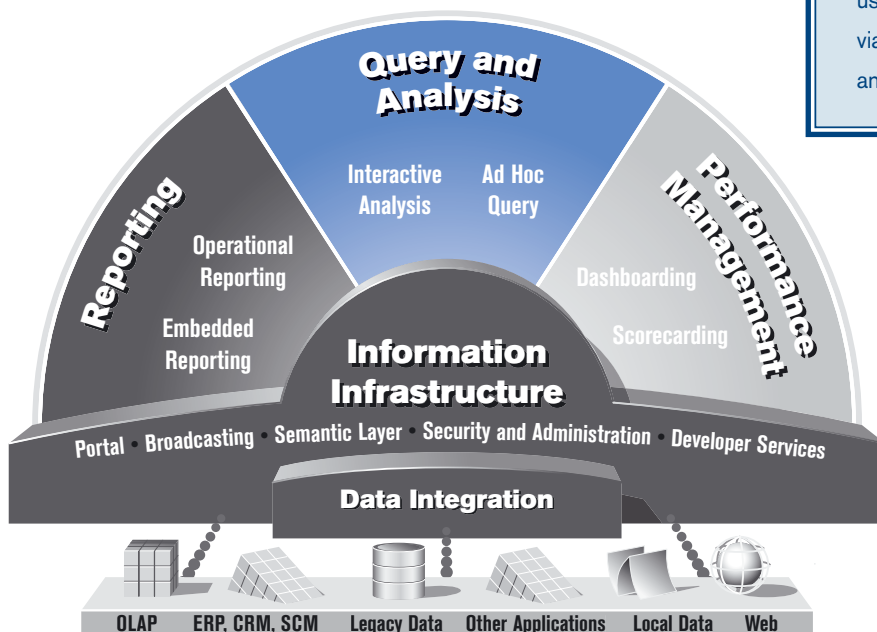 Query and
Analysis
Interactive
Analysis
Ad Hoc
Query
Reporting
Operational
Reporting
Embedded
Reporting
Performance
Management
Dashboarding
Scorecarding
Information
Infrastructure
Portal • Broadcasting • Semantic Layer • Security and Administration • Developer Services
Data Integration
OLAP ERP, CRM, SCM Legacy Data Other Applications Local Data Web
via